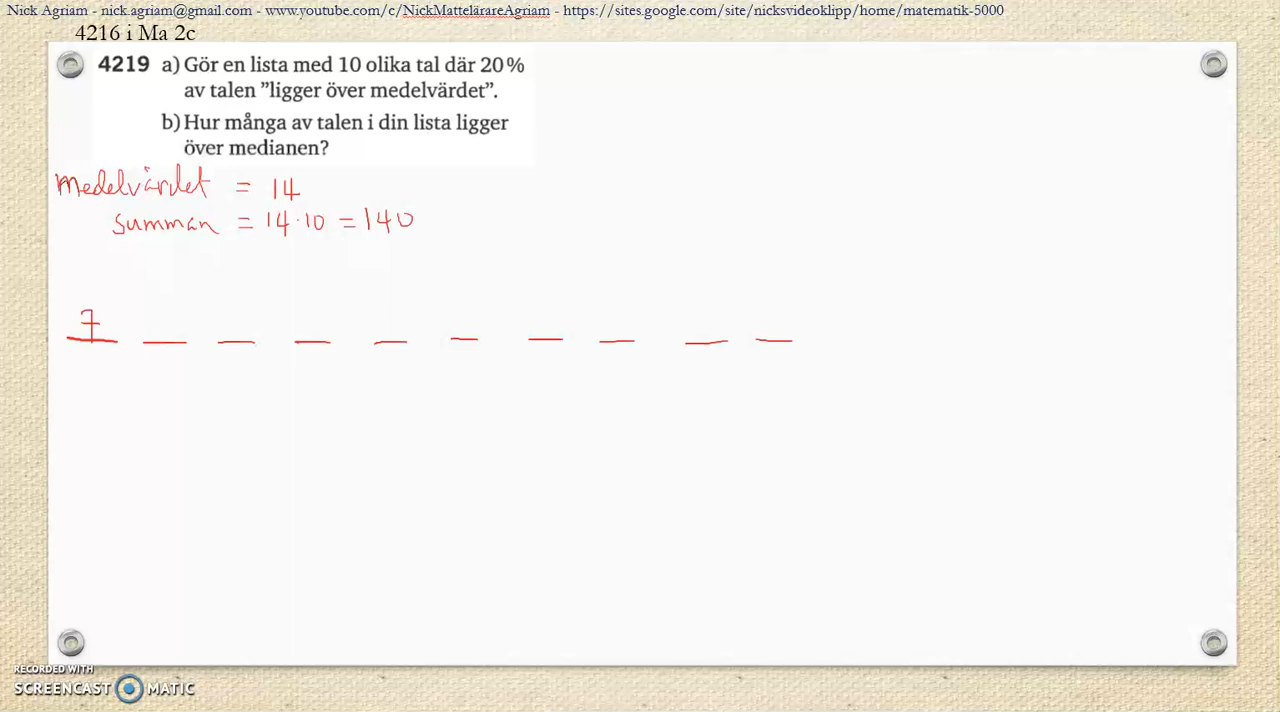 Nick Agriam - nick.agriam@gmail.com - www.youtube.com/c/NickMattelärareAgriam - https://sites.google.com/site/nicksvideoklipp/home/matematik-5000
4216 i Ma 2c
4219 a) Gör en lista med 10 olika tal där 20%
av talen ”ligger över medelvärdet”.
b) Hur många av talen i din lista ligger
över medianen?
medelvärdet = 14
summan = 14·10 = 140
7
RECORDED WITH
SCREENCAST MATIC